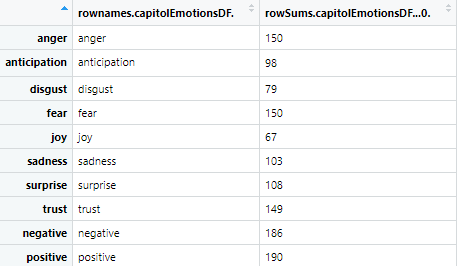 rownames.capitolEmotionsDF. rowSums.capitolEmotionsDF...0.
anger anger 150
anticipation anticipation 98
disgust disgust 79
fear fear 150
joy joy 67
sadness sadness 103
surprise surprise 108
trust trust 149
negative negative 186
positive positive 190